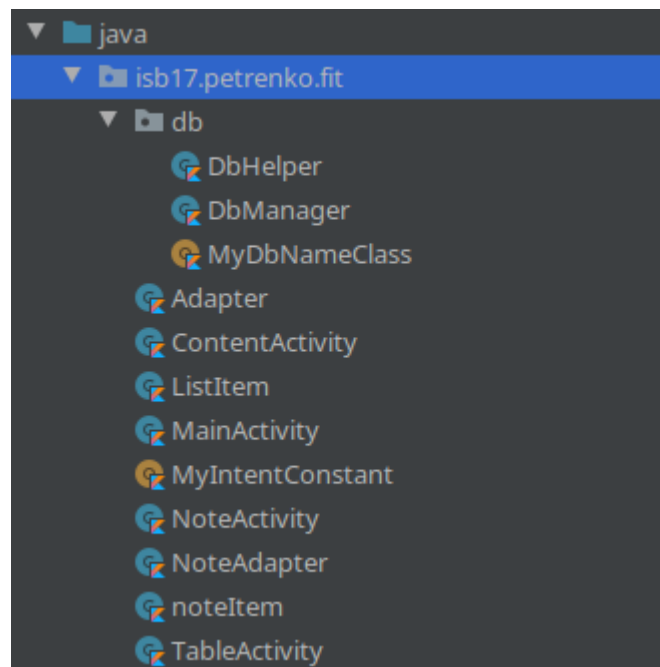 java
isb17.petrenko.fit
db
DbHelper
DbManager
MyDbNameClass
Adapter
ContentActivity
ListItem
MainActivity
MyIntentConstant
NoteActivity
NoteAdapter
noteItem
TableActivity